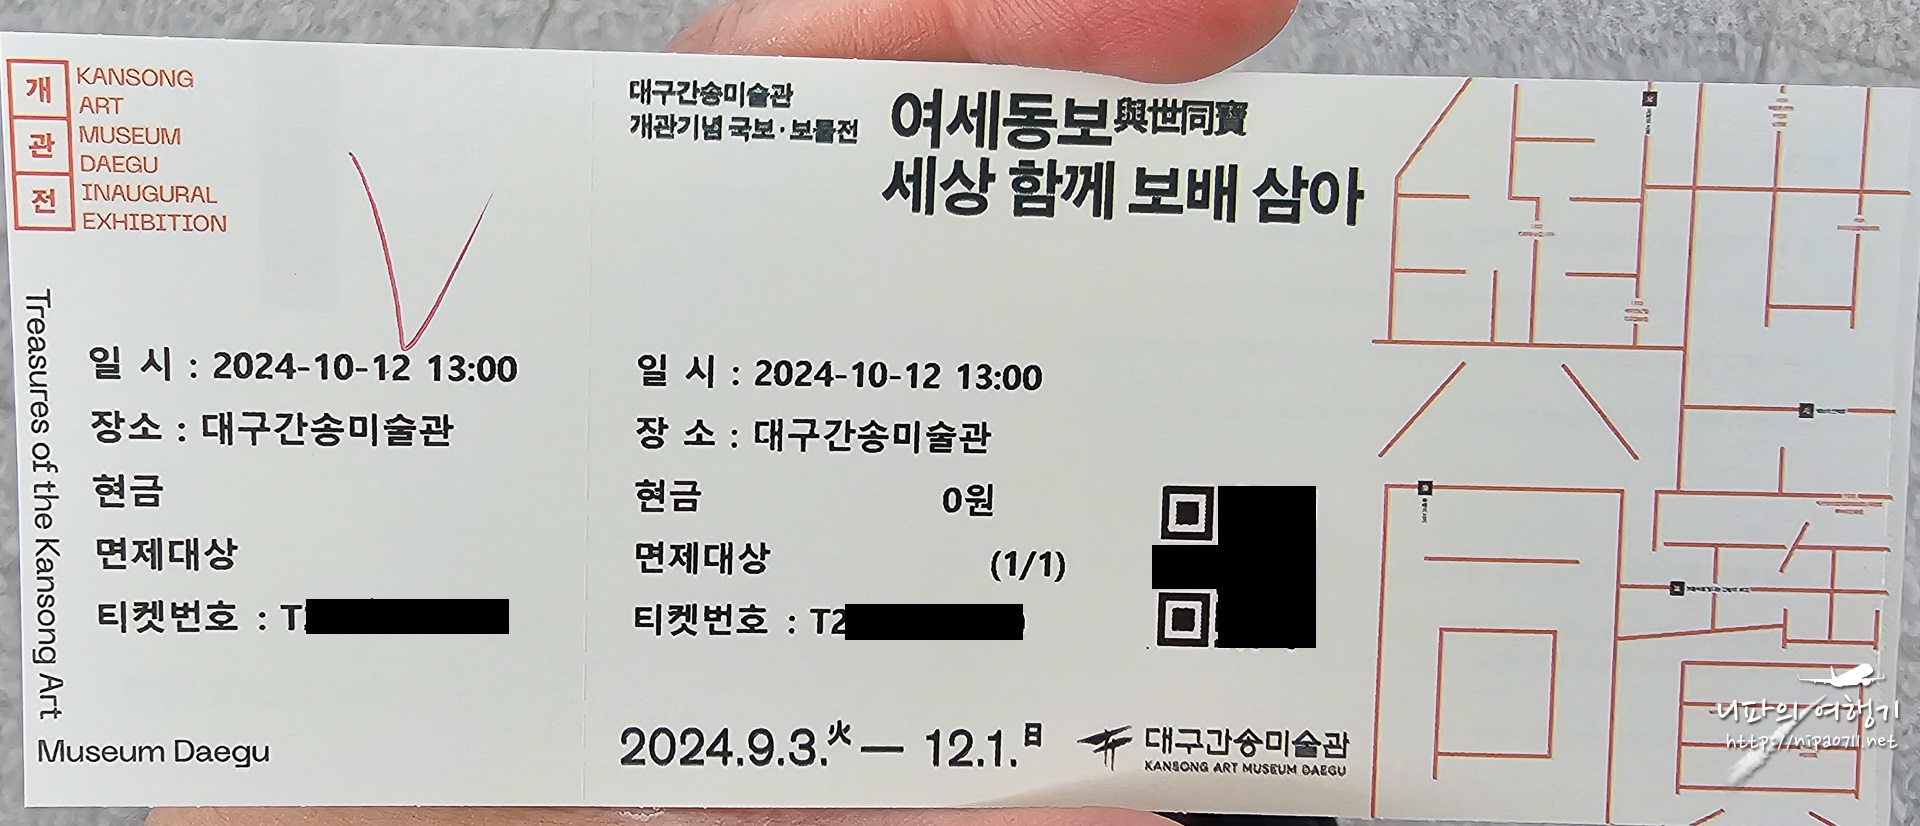 개
관
전
KANSONG
ART
MUSEUM
DAEGU
INAUGURAL
EXHIBITION
Treasures of the Kansong Art
Museum Daegu
일 시 : 2024-10-12 13:00
장소 : 대구간송미술관
현금
면제대상
티켓번호 : T
대구간송미술관
개관기념 국보·보물전
여세동보與世同寶
세상 함께 보배 삼아
일 시 : 2024-10-12 13:00
장 소 : 대구간송미술관
현금 0원
면제대상 (1/1)
티켓번호 : T2
2024.9.3.火 — 12.1.日
대구간송미술관
KANSONG ART MUSEUM DAEGU
니파의 여행기
http://nipa0711.net